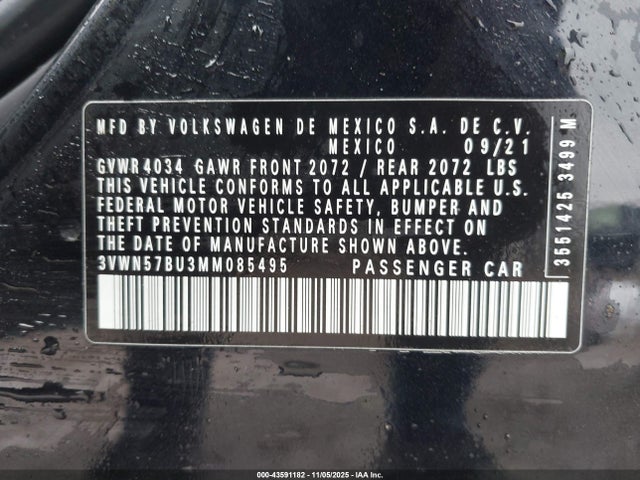 MFD BY VOLKSWAGEN DE MEXICO S.A. DE C.V.
MEXICO 09/21
GVWR 4034 GAWR FRONT 2072 / REAR 2072 LBS
THIS VEHICLE CONFORMS TO ALL APPLICABLE U.S.
FEDERAL MOTOR VEHICLE SAFETY, BUMPER AND
THEFT PREVENTION STANDARDS IN EFFECT ON
THE DATE OF MANUFACTURE SHOWN ABOVE.
3VWN57BU3MM085495 PASSENGER CAR
3551425 3499 M
000-43591182 - 11/05/2025 - IAA Inc.